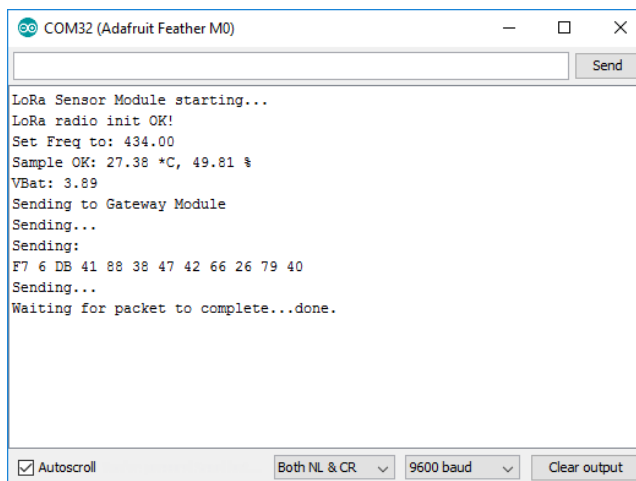 COM32 (Adafruit Feather M0)
Send
LoRa Sensor Module starting...
LoRa radio init OK!
Set Freq to: 434.00
Sample OK: 27.38 *C, 49.81 %
VBat: 3.89
Sending to Gateway Module
Sending...
Sending:
F7 6 DB 41 88 38 47 42 66 26 79 40
Sending...
Waiting for packet to complete...done.
Autoscroll
Both NL & CR
9600 baud
Clear output